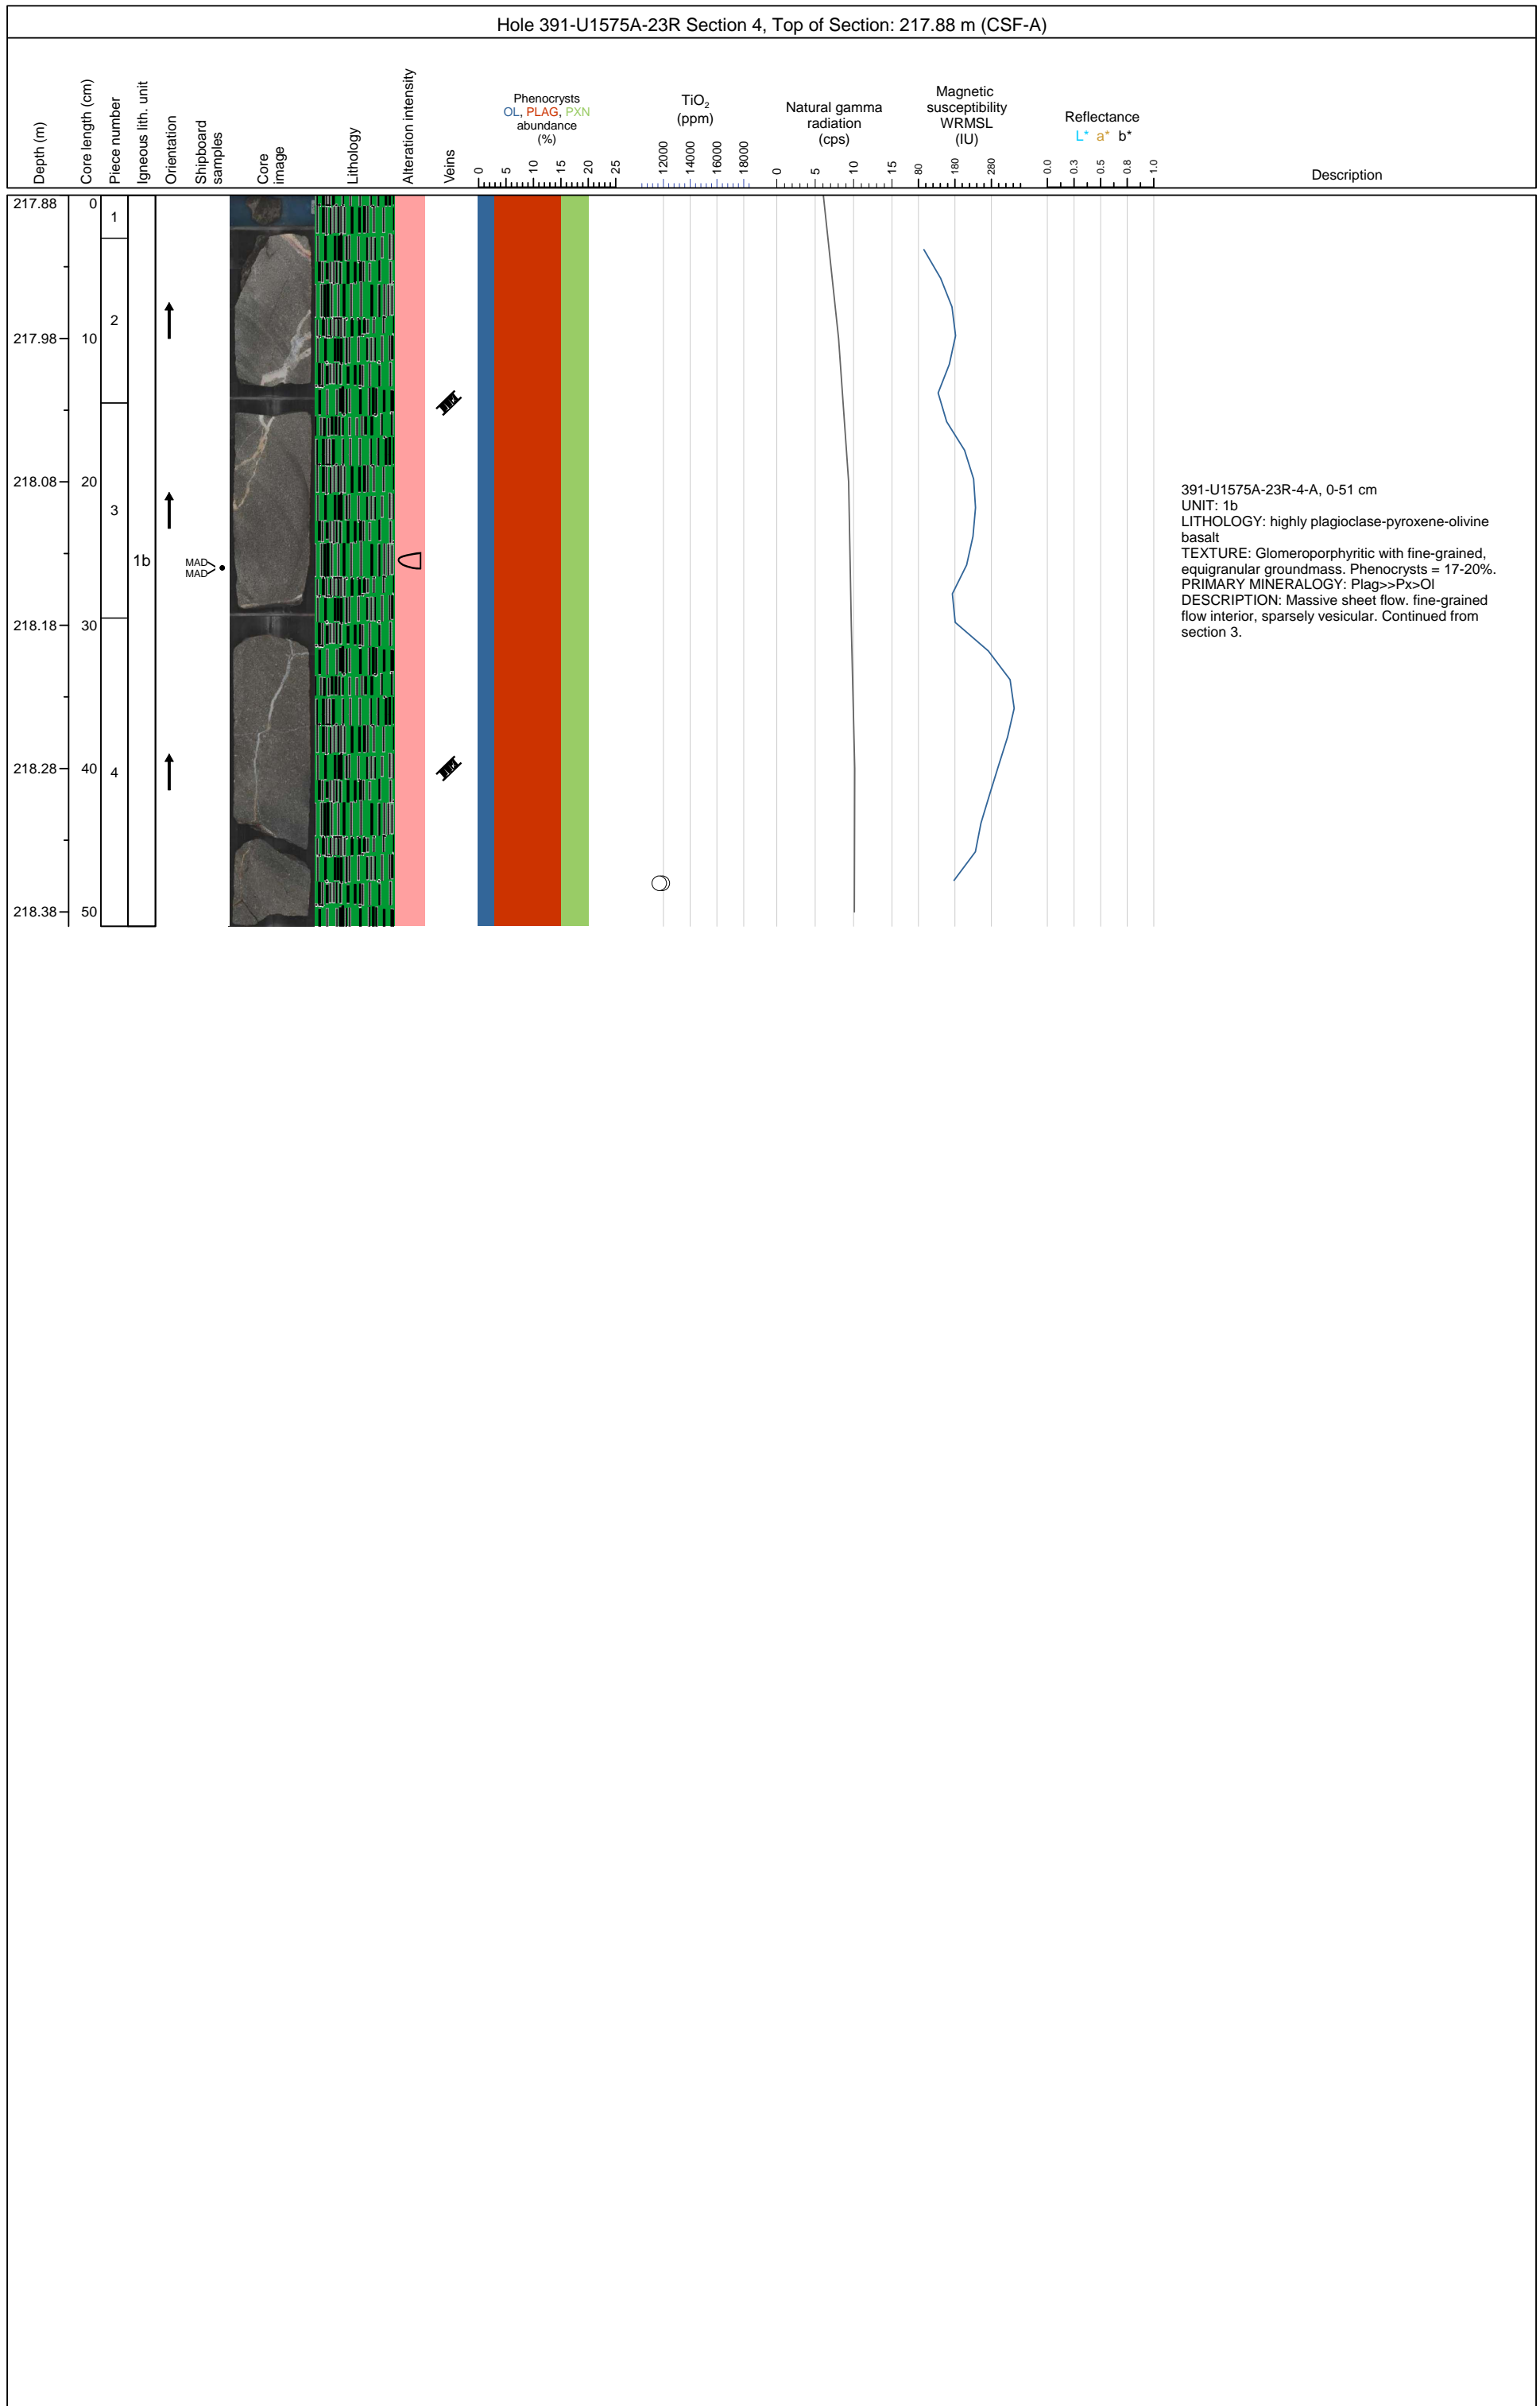 Hole 391-U1575A-23R Section 4, Top of Section: 217.88 m (CSF-A)
Depth (m)
Core length (cm)
Piece number
Igneous lith. unit
Orientation
Shipboard
samples
Core
image
Lithology
Alteration intensity
Veins
Phenocrysts
OL, PLAG, PXN
abundance
(%)
0 5 10 15 20 25
TiO2
(ppm)
12000 14000 16000 18000
Natural gamma
radiation
(cps)
0 5 10 15
Magnetic
susceptibility
WRMSL
(IU)
80 180 280
Reflectance
L* a* b*
0.0 0.3 0.5 0.8 1.0
Description
217.88 0
1
2
217.98 10
218.08 20
3
1b
MAD
MAD
218.18 30
218.28 40
4
218.38 50
391-U1575A-23R-4-A, 0-51 cm
UNIT: 1b
LITHOLOGY: highly plagioclase-pyroxene-olivine
basalt
TEXTURE: Glomeroporphyritic with fine-grained,
equigranular groundmass. Phenocrysts = 17-20%.
PRIMARY MINERALOGY: Plag>>Px>Ol
DESCRIPTION: Massive sheet flow. fine-grained
flow interior, sparsely vesicular. Continued from
section 3.